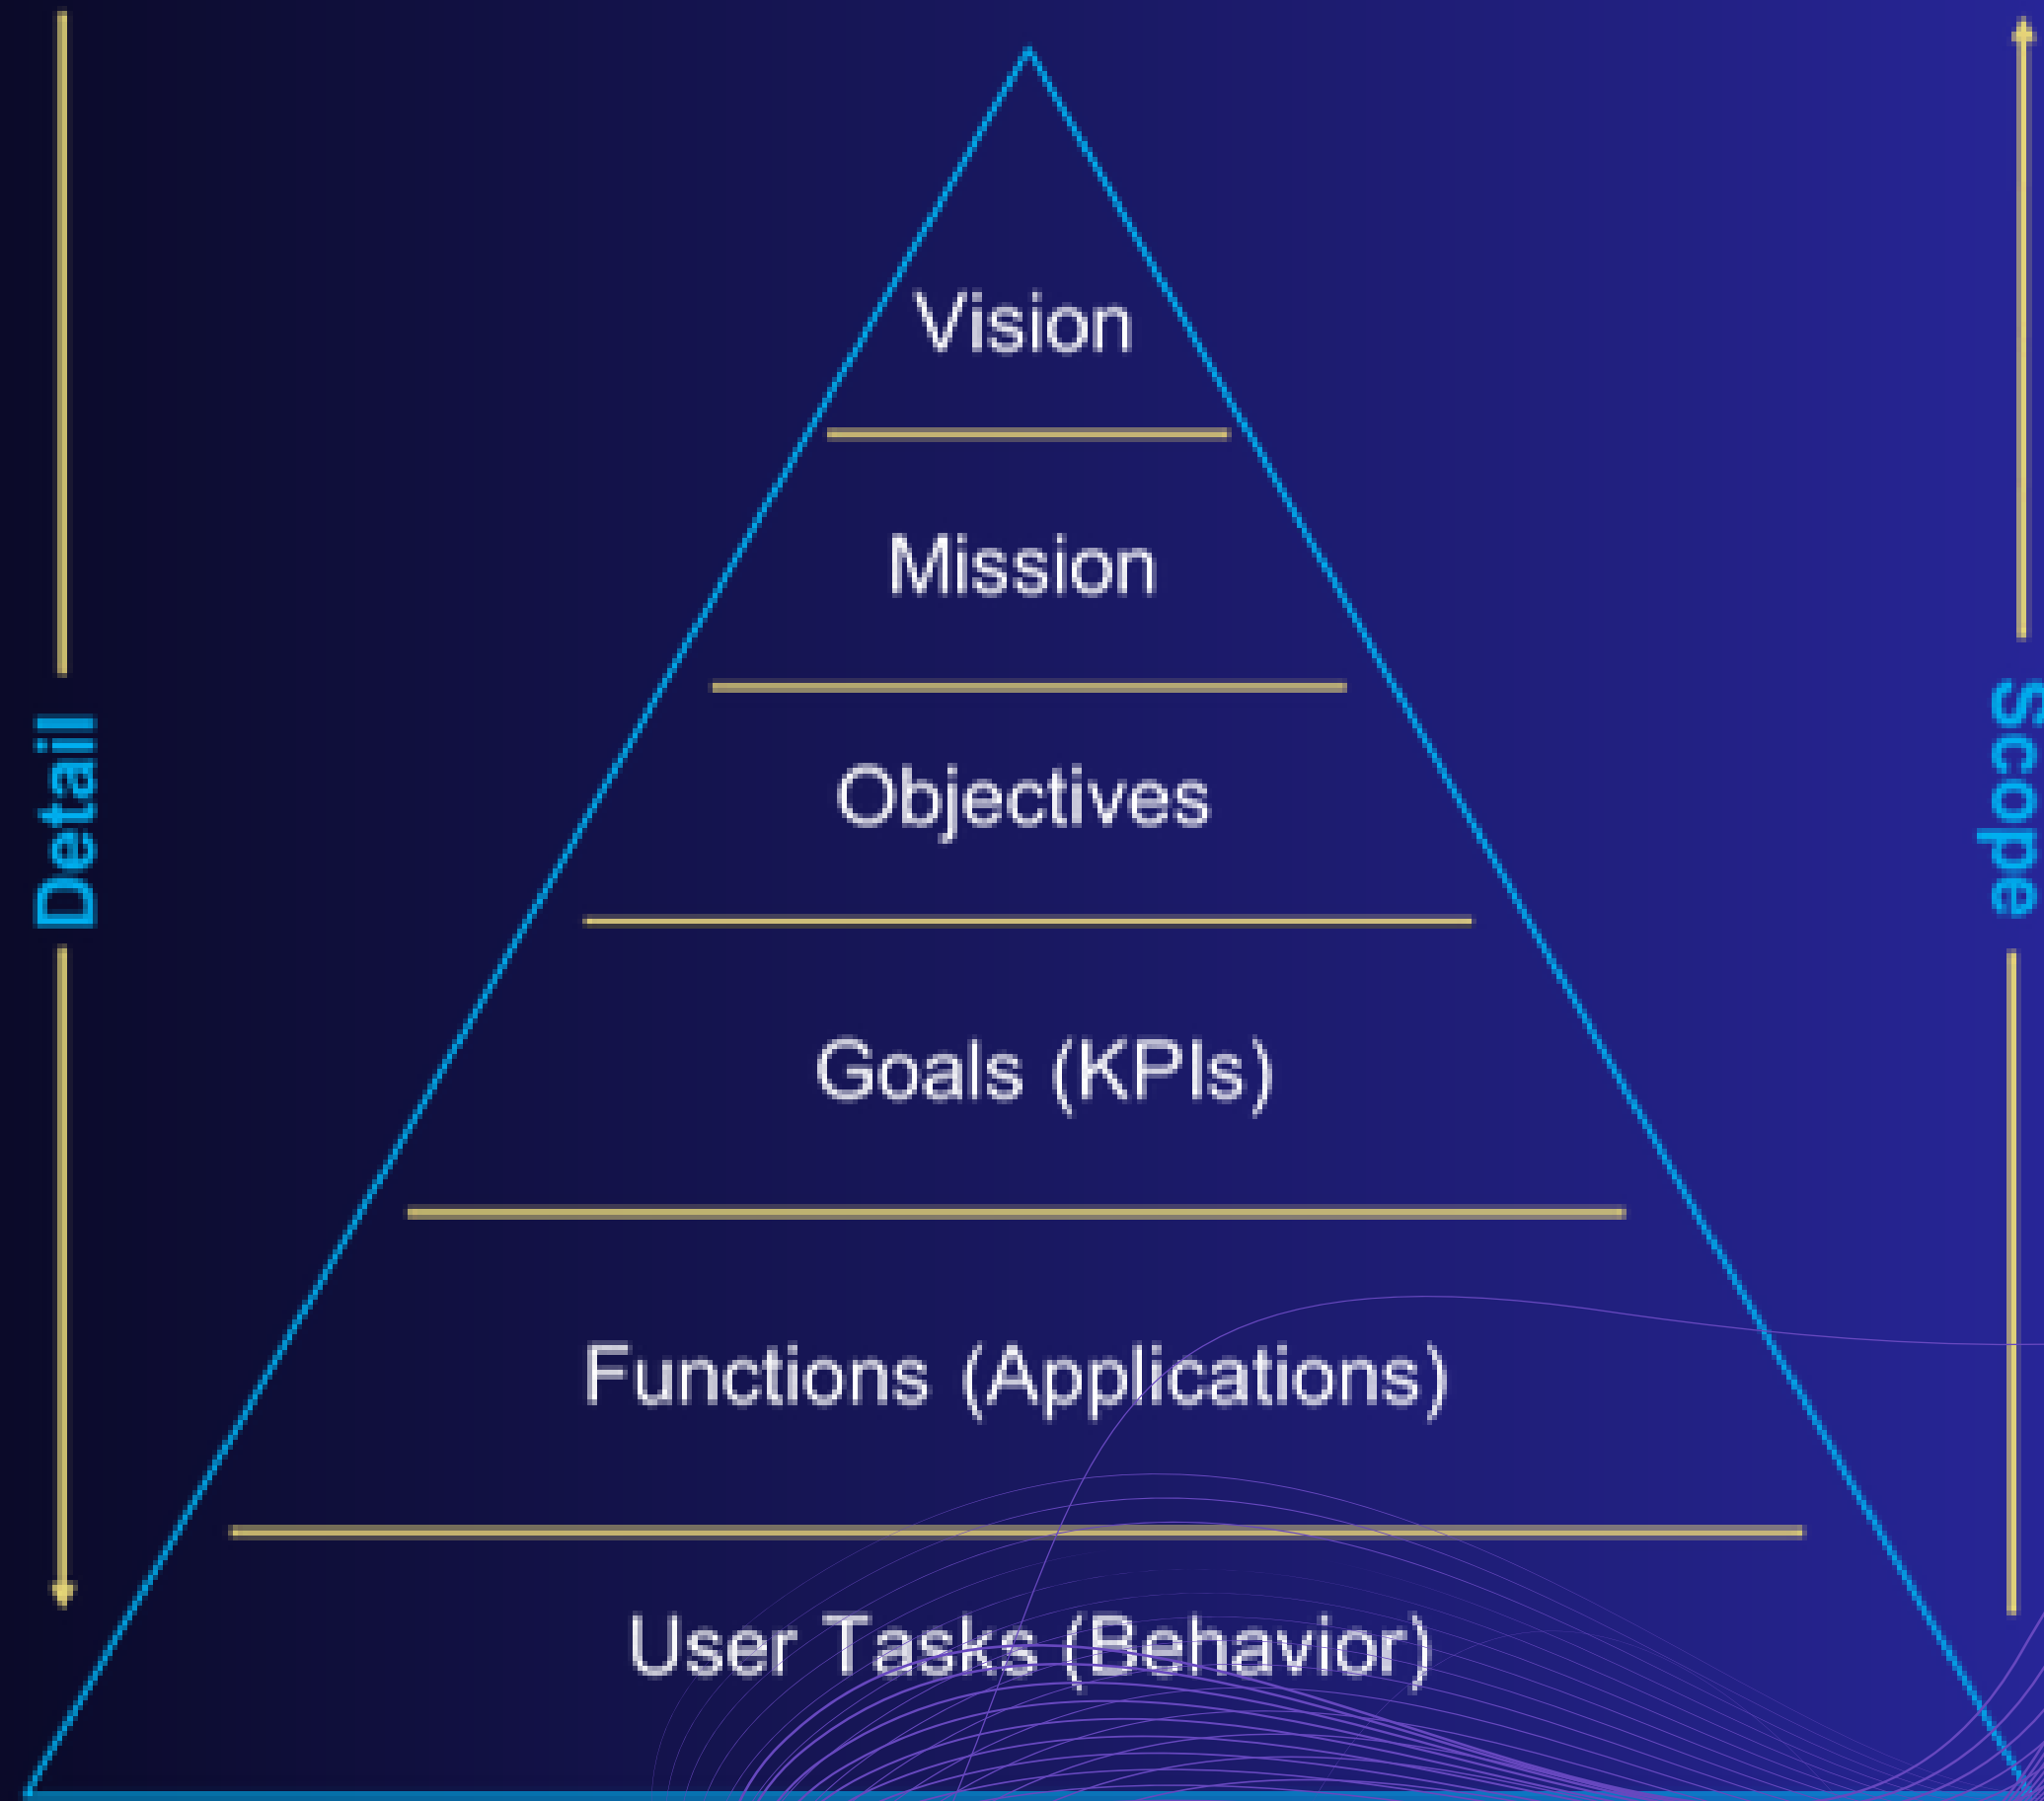 Vision
Mission
Objectives
Goals (KPIs)
Functions (Applications)
User Tasks (Behavior)
Detail
Scope